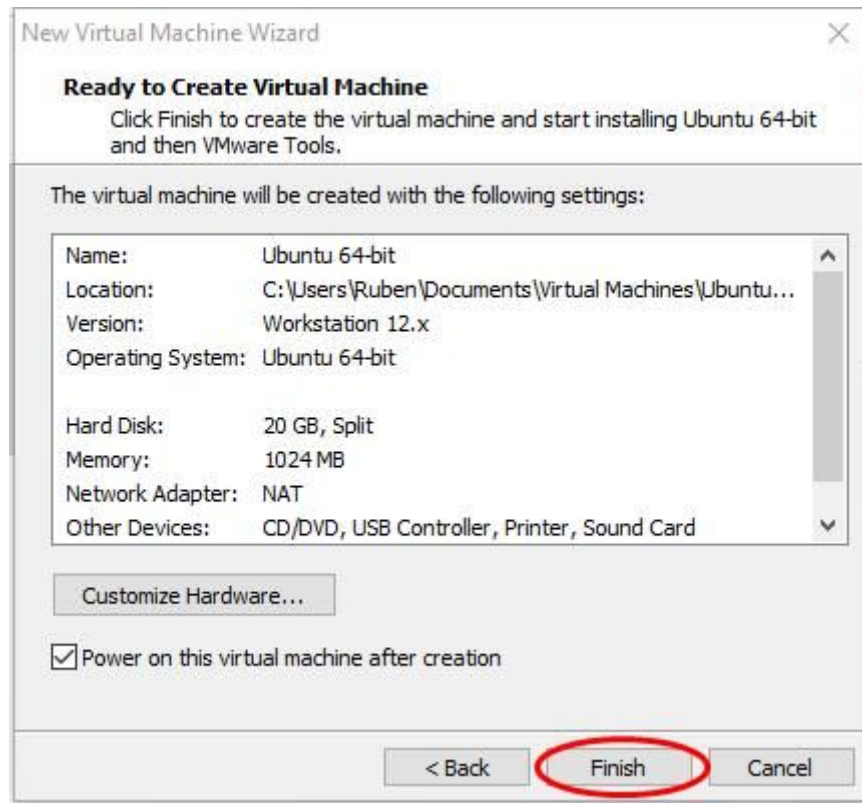 New Virtual Machine Wizard
Ready to Create Virtual Machine
Click Finish to create the virtual machine and start installing Ubuntu 64-bit
and then VMware Tools.
The virtual machine will be created with the following settings:
Name: Ubuntu 64-bit
Location: C:\Users\Ruben\Documents\Virtual Machines\Ubuntu...
Version: Workstation 12.x
Operating System: Ubuntu 64-bit
Hard Disk: 20 GB, Split
Memory: 1024 MB
Network Adapter: NAT
Other Devices: CD/DVD, USB Controller, Printer, Sound Card
Customize Hardware...
Power on this virtual machine after creation
< Back Finish Cancel